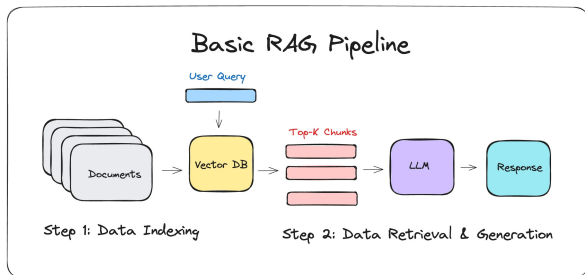 Basic RAG Pipeline
User Query
Top-K Chunks
Documents
Vector DB
LLM
Response
Step 1: Data Indexing
Step 2: Data Retrieval & Generation